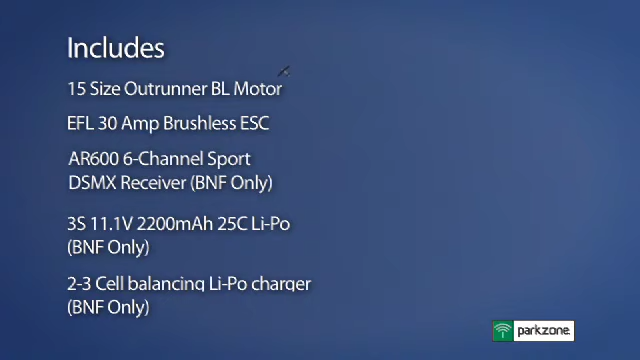 Includes
15 Size Outrunner BL Motor
EFL 30 Amp Brushless ESC
AR600 6-Channel Sport
DSMX Receiver (BNF Only)
3S 11.1V 2200mAh 25C Li-Po
(BNF Only)
2-3 Cell balancing Li-Po charger
(BNF Only)
parkzone